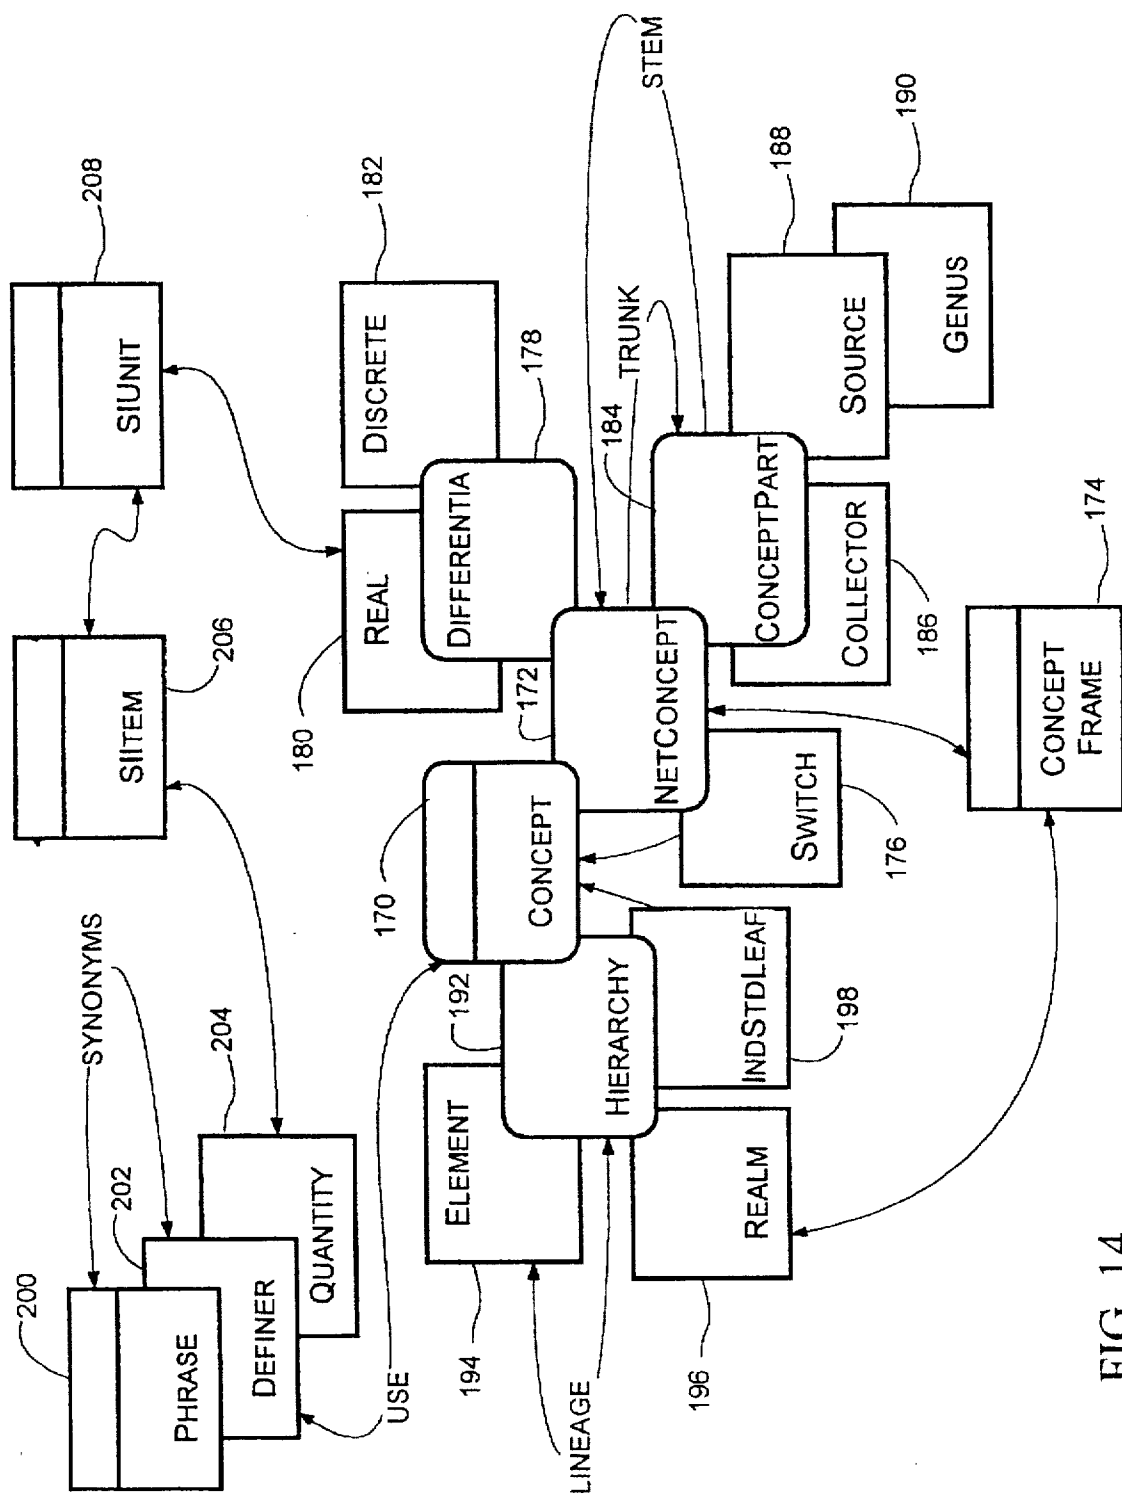 200
PHRASE
202
DEFINER
204
QUANTITY
SYNONYMS
USE
206
SIITEM
208
SIUNIT
194
ELEMENT
192
HIERARCHY
LINEAGE
196
REALM
198
INDSTDLEAF
170
CONCEPT
172
NETCONCEPT
176
SWITCH
180
REAL
178
DIFFERENTIA
182
DISCRETE
184
CONCEPTPART
TRUNK
STEM
186
COLLECTOR
188
SOURCE
190
GENUS
174
CONCEPT
FRAME
FIG. 14